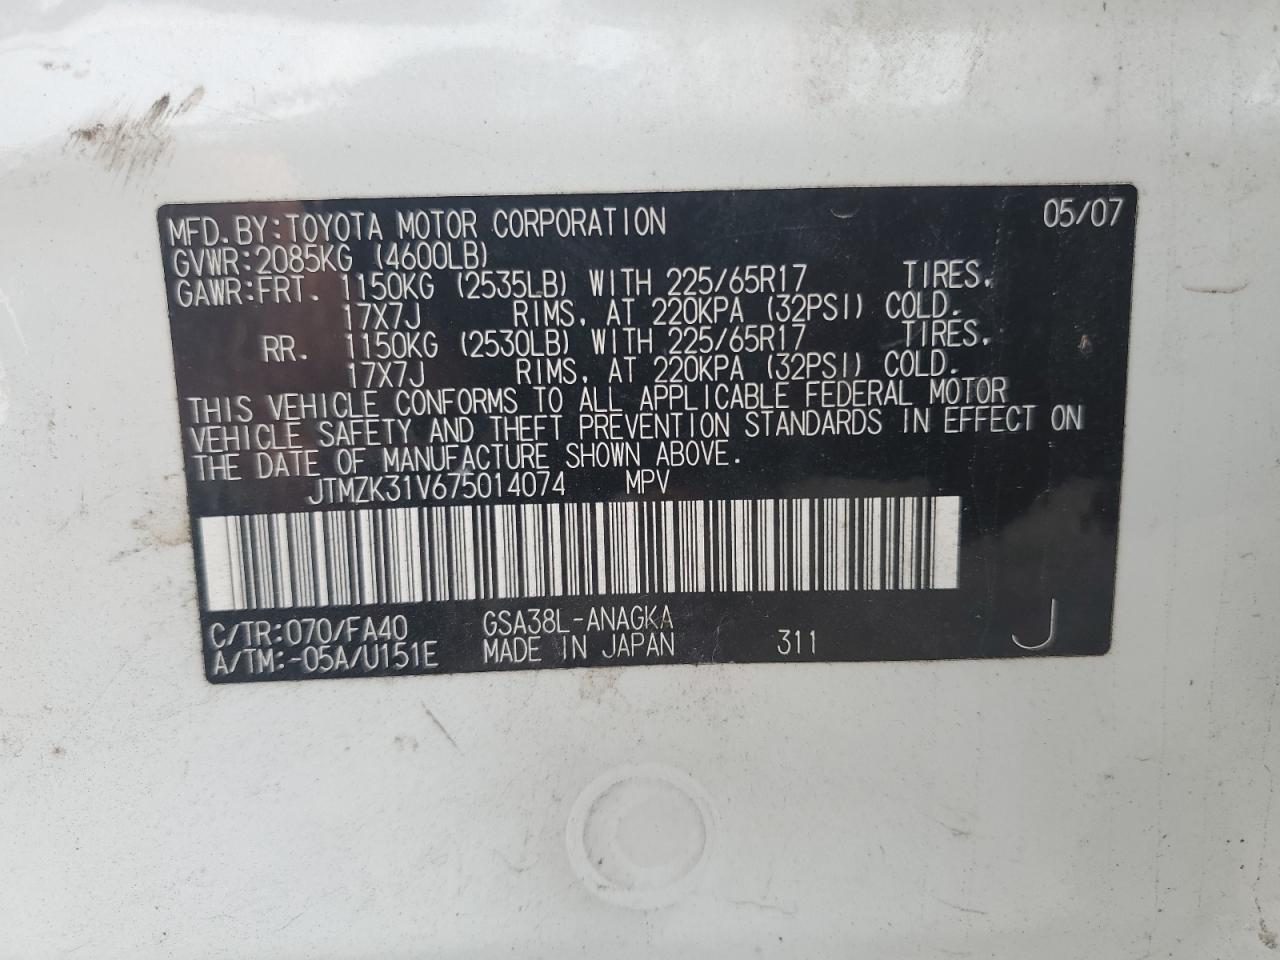 MFD. BY:TOYOTA MOTOR CORPORATION 05/07
GVWR:2085KG (4600LB)
GAWR:FRT. 1150KG (2535LB) WITH 225/65R17 TIRES,
17X7J RIMS, AT 220KPA (32PSI) COLD.
RR. 1150KG (2530LB) WITH 225/65R17 TIRES,
17X7J RIMS, AT 220KPA (32PSI) COLD.
THIS VEHICLE CONFORMS TO ALL APPLICABLE FEDERAL MOTOR
VEHICLE SAFETY AND THEFT PREVENTION STANDARDS IN EFFECT ON
THE DATE OF MANUFACTURE SHOWN ABOVE.
JTMZK31V675014074 MPV
C/TR:070/FA40 GSA38L-ANAGKA
A/TM:-05A/U151E MADE IN JAPAN 311 J